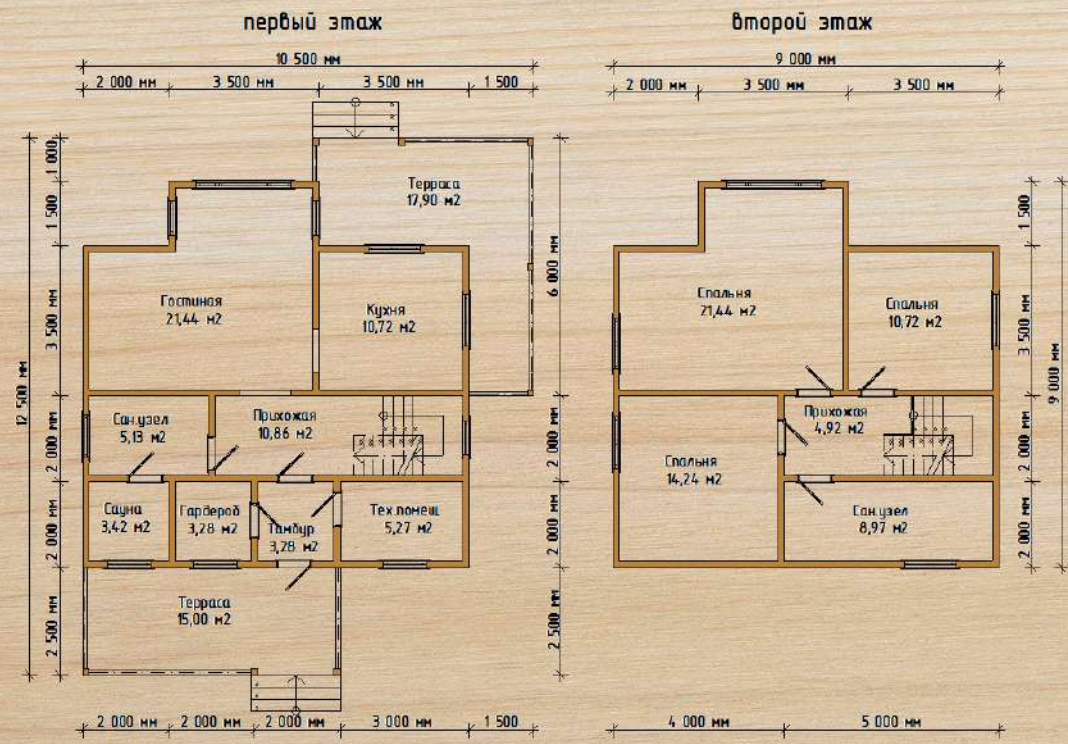 первый этаж
второй этаж
10 500 мм
9 000 мм
2 000 мм
3 500 мм
3 500 мм
1 500
2 000 мм
3 500 мм
3 500 мм
1 000
1 500
3 500 мм
2 000 мм
2 000 мм
2 500 мм
12 500 мм
Терраса
17,90 м2
Гостиная
21,44 м2
Кухня
10,72 м2
Сан.узел
5,13 м2
Прихожая
10,86 м2
Сауна
3,42 м2
Гардероб
3,28 м2
Тамбур
3,28 м2
Тех.помещ
5,27 м2
Терраса
15,00 м2
6 000 мм
2 000 мм
2 000 мм
2 500 мм
2 000 мм
2 000 мм
2 000 мм
3 000 мм
1 500
Спальня
21,44 м2
Спальня
10,72 м2
Прихожая
4,92 м2
Спальня
14,24 м2
Сан.узел
8,97 м2
1 500
3 500 мм
2 000 мм
2 000 мм
9 000 мм
4 000 мм
5 000 мм